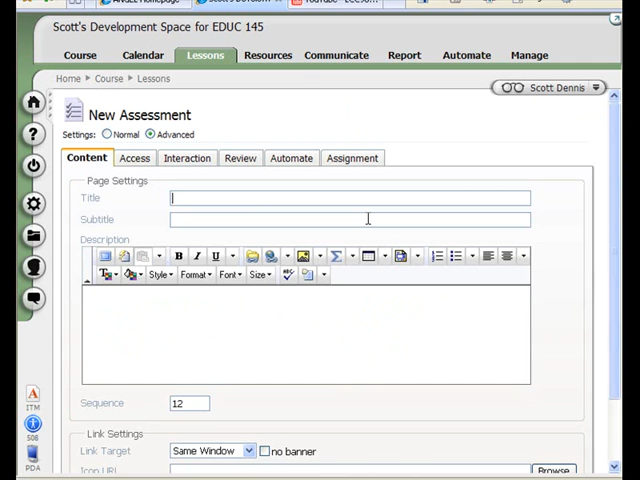 Scott's Development Space for EDUC 145
Course Calendar Lessons Resources Communicate Report Automate Manage
Home Course Lessons
Scott Dennis
New Assessment
Settings: Normal Advanced
Content Access Interaction Review Automate Assignment
Page Settings
Title
Subtitle
Description
B I U
Style Format Font Size
Sequence 12
Link Settings
Link Target Same Window no banner
Icon URL Browse
ITM
508
PDA